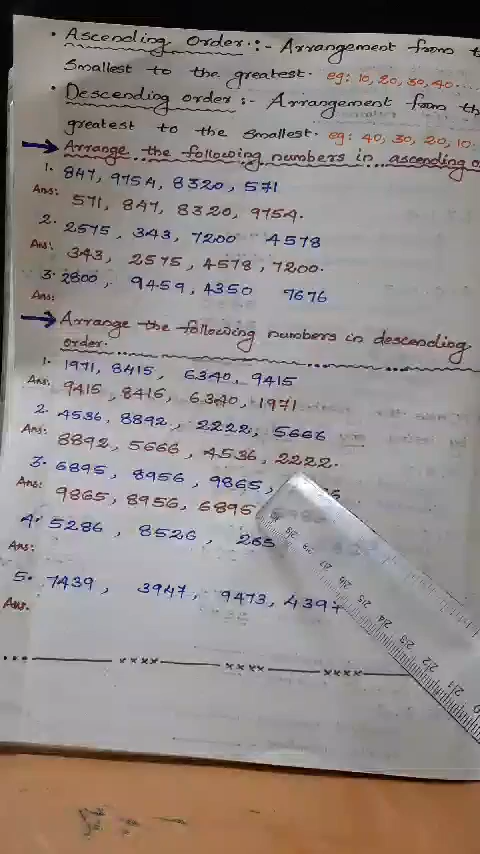 • Ascending Order :- Arrangement from
Smallest to the greatest. eg: 10, 20, 30, 40....
• Descending order :- Arrangement from
greatest to the smallest. eg: 40, 30, 20, 10.
→ Arrange the following numbers in ascending
1. 847, 9754, 8320, 571
Ans: 571, 847, 8320, 9754.
2. 2575, 343, 7200 4578
Ans: 343, 2575, 4578, 7200.
3. 2800, 9459, 4350 7676
Ans:
→ Arrange the following numbers in descending
order.
1. 1971, 8415, 6340, 9415
Ans: 9415, 8415, 6340, 1971
2. 4536, 8892, 2222, 5666
Ans: 8892, 5666, 4536, 2222.
3. 6895, 8956, 9865,
Ans: 9865, 8956, 6895
4. 5286, 8526, 265
Ans:
5. 7439, 3947, 9473, 4397
Ans.